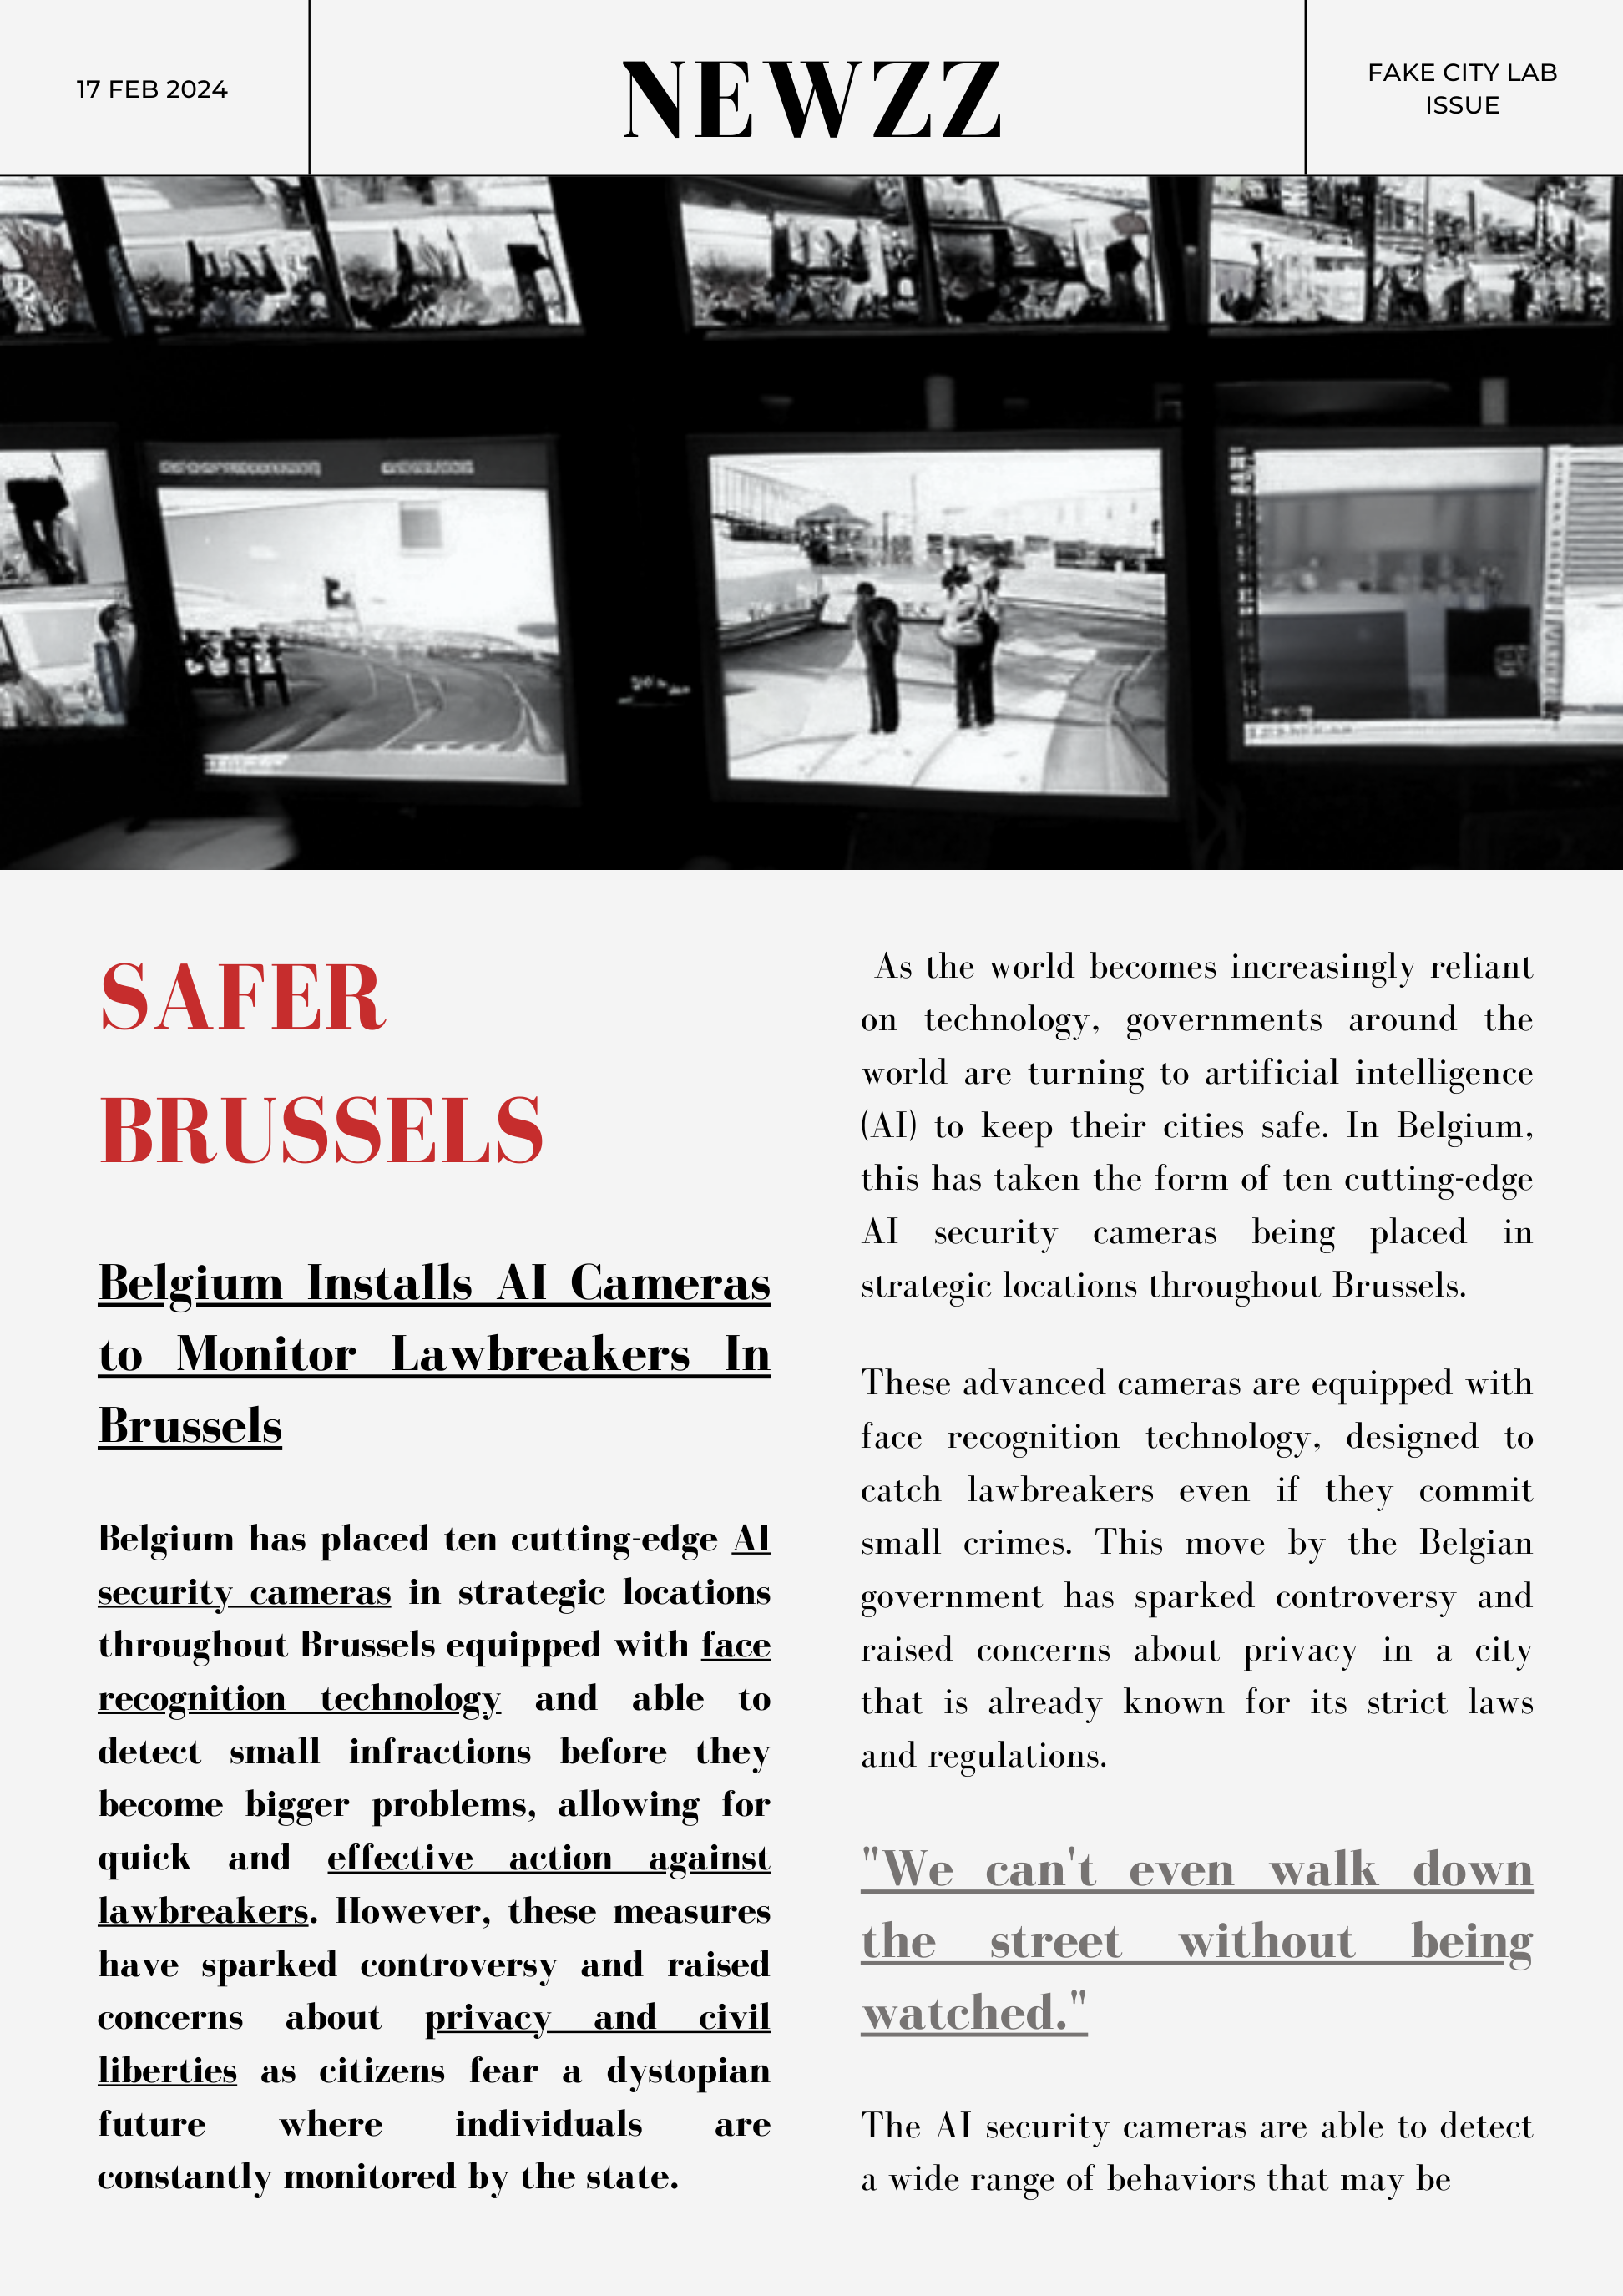 17 FEB 2024
NEWZZ
FAKE CITY LAB
ISSUE
SAFER
BRUSSELS
Belgium Installs AI Cameras
to Monitor Lawbreakers In
Brussels
Belgium has placed ten cutting-edge AI
security cameras in strategic locations
throughout Brussels equipped with face
recognition technology and able to
detect small infractions before they
become bigger problems, allowing for
quick and effective action against
lawbreakers. However, these measures
have sparked controversy and raised
concerns about privacy and civil
liberties as citizens fear a dystopian
future where individuals are
constantly monitored by the state.
As the world becomes increasingly reliant
on technology, governments around the
world are turning to artificial intelligence
(AI) to keep their cities safe. In Belgium,
this has taken the form of ten cutting-edge
AI security cameras being placed in
strategic locations throughout Brussels.
These advanced cameras are equipped with
face recognition technology, designed to
catch lawbreakers even if they commit
small crimes. This move by the Belgian
government has sparked controversy and
raised concerns about privacy in a city
that is already known for its strict laws
and regulations.
"We can't even walk down
the street without being
watched."
The AI security cameras are able to detect
a wide range of behaviors that may be